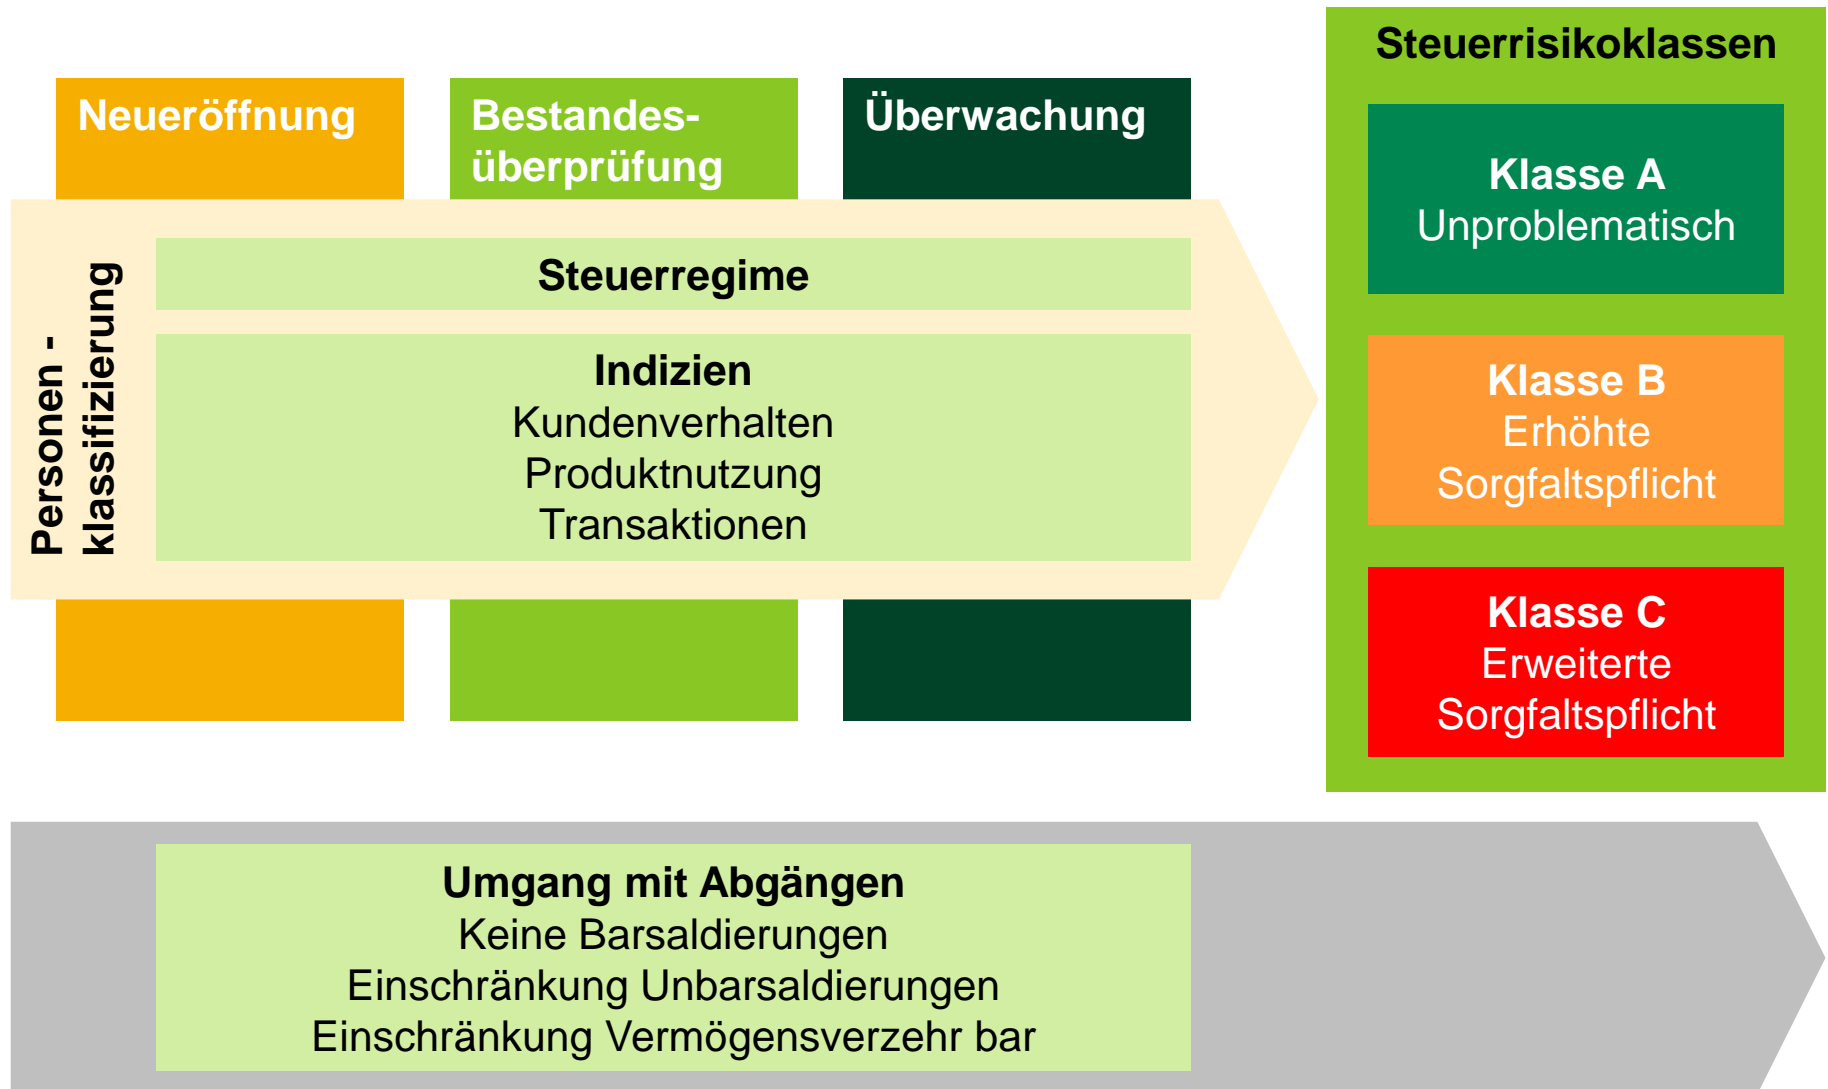 Neueröffnung
Bestandes-
überprüfung
Überwachung
Personen -
klassifizierung
Steuerregime
Indizien
Kundenverhalten
Produktnutzung
Transaktionen
Steuerrisikoklassen
Klasse A
Unproblematisch
Klasse B
Erhöhte
Sorgfaltspflicht
Klasse C
Erweiterte
Sorgfaltspflicht
Umgang mit Abgängen
Keine Barsaldierungen
Einschränkung Unbarsaldierungen
Einschränkung Vermögensverzehr bar